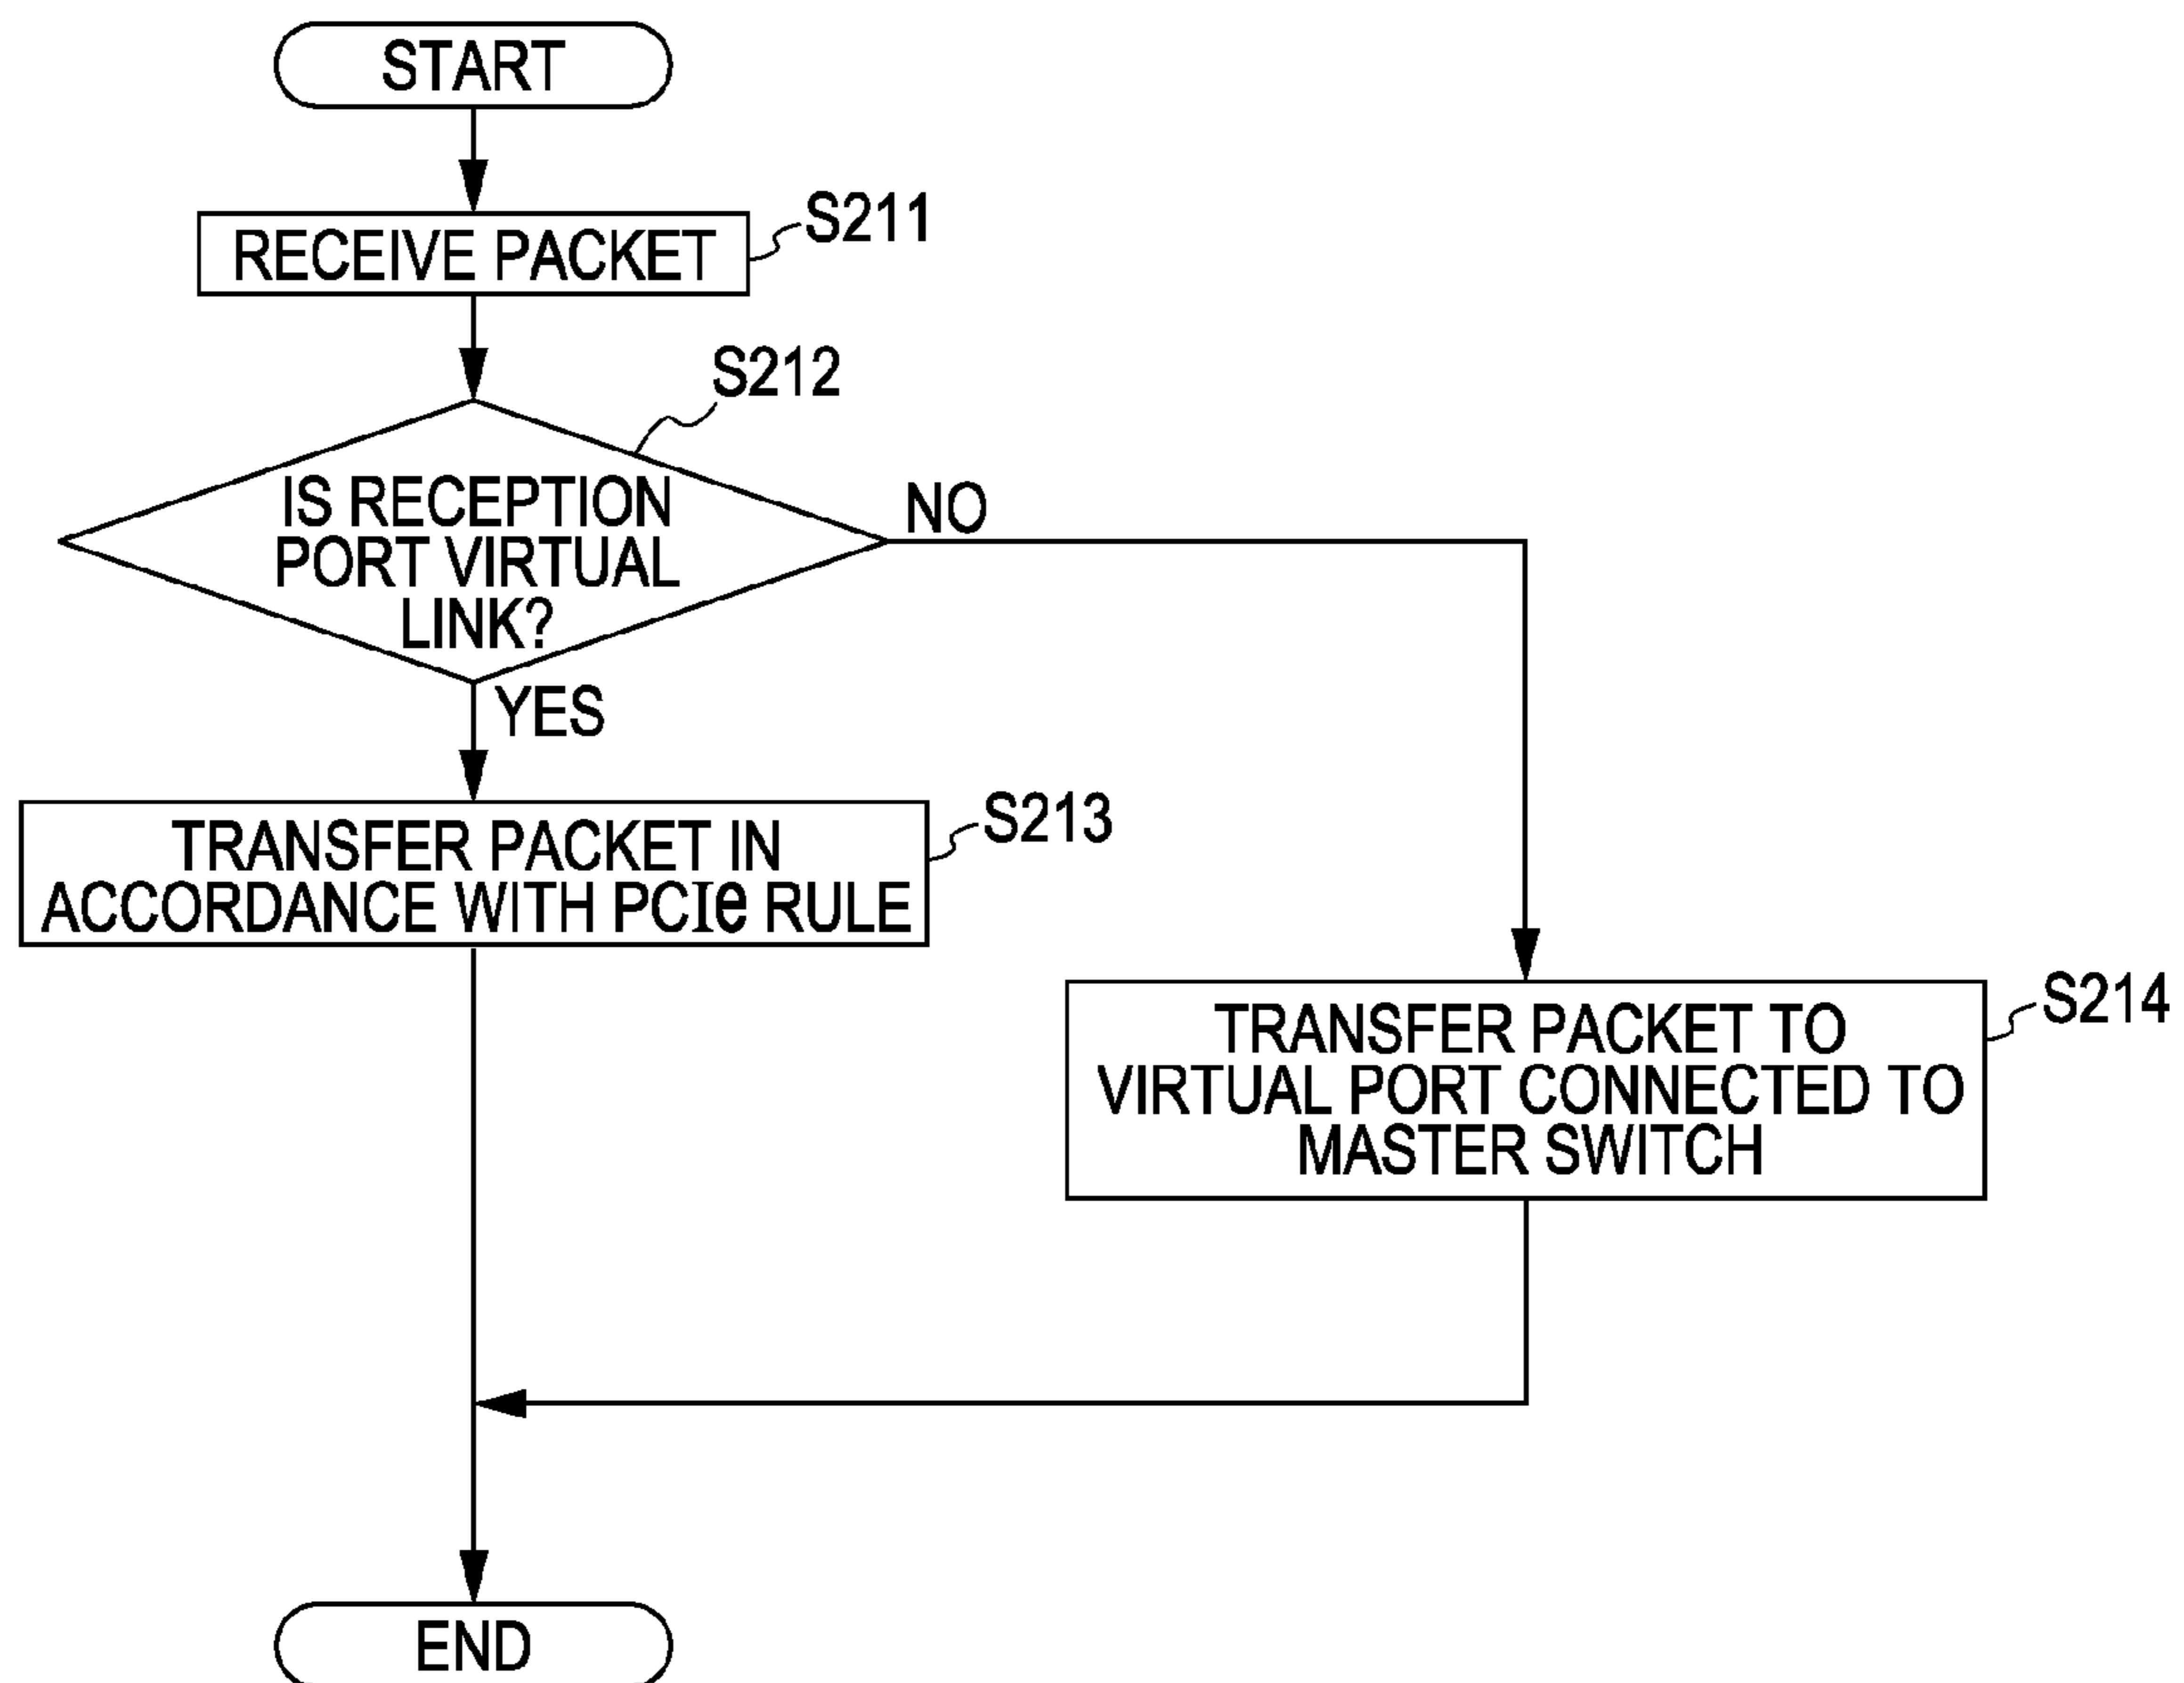 START
RECEIVE PACKET
S211
S212
IS RECEPTION
PORT VIRTUAL
LINK?
NO
YES
TRANSFER PACKET IN
ACCORDANCE WITH PCIe RULE
S213
TRANSFER PACKET TO
VIRTUAL PORT CONNECTED TO
MASTER SWITCH
S214
END